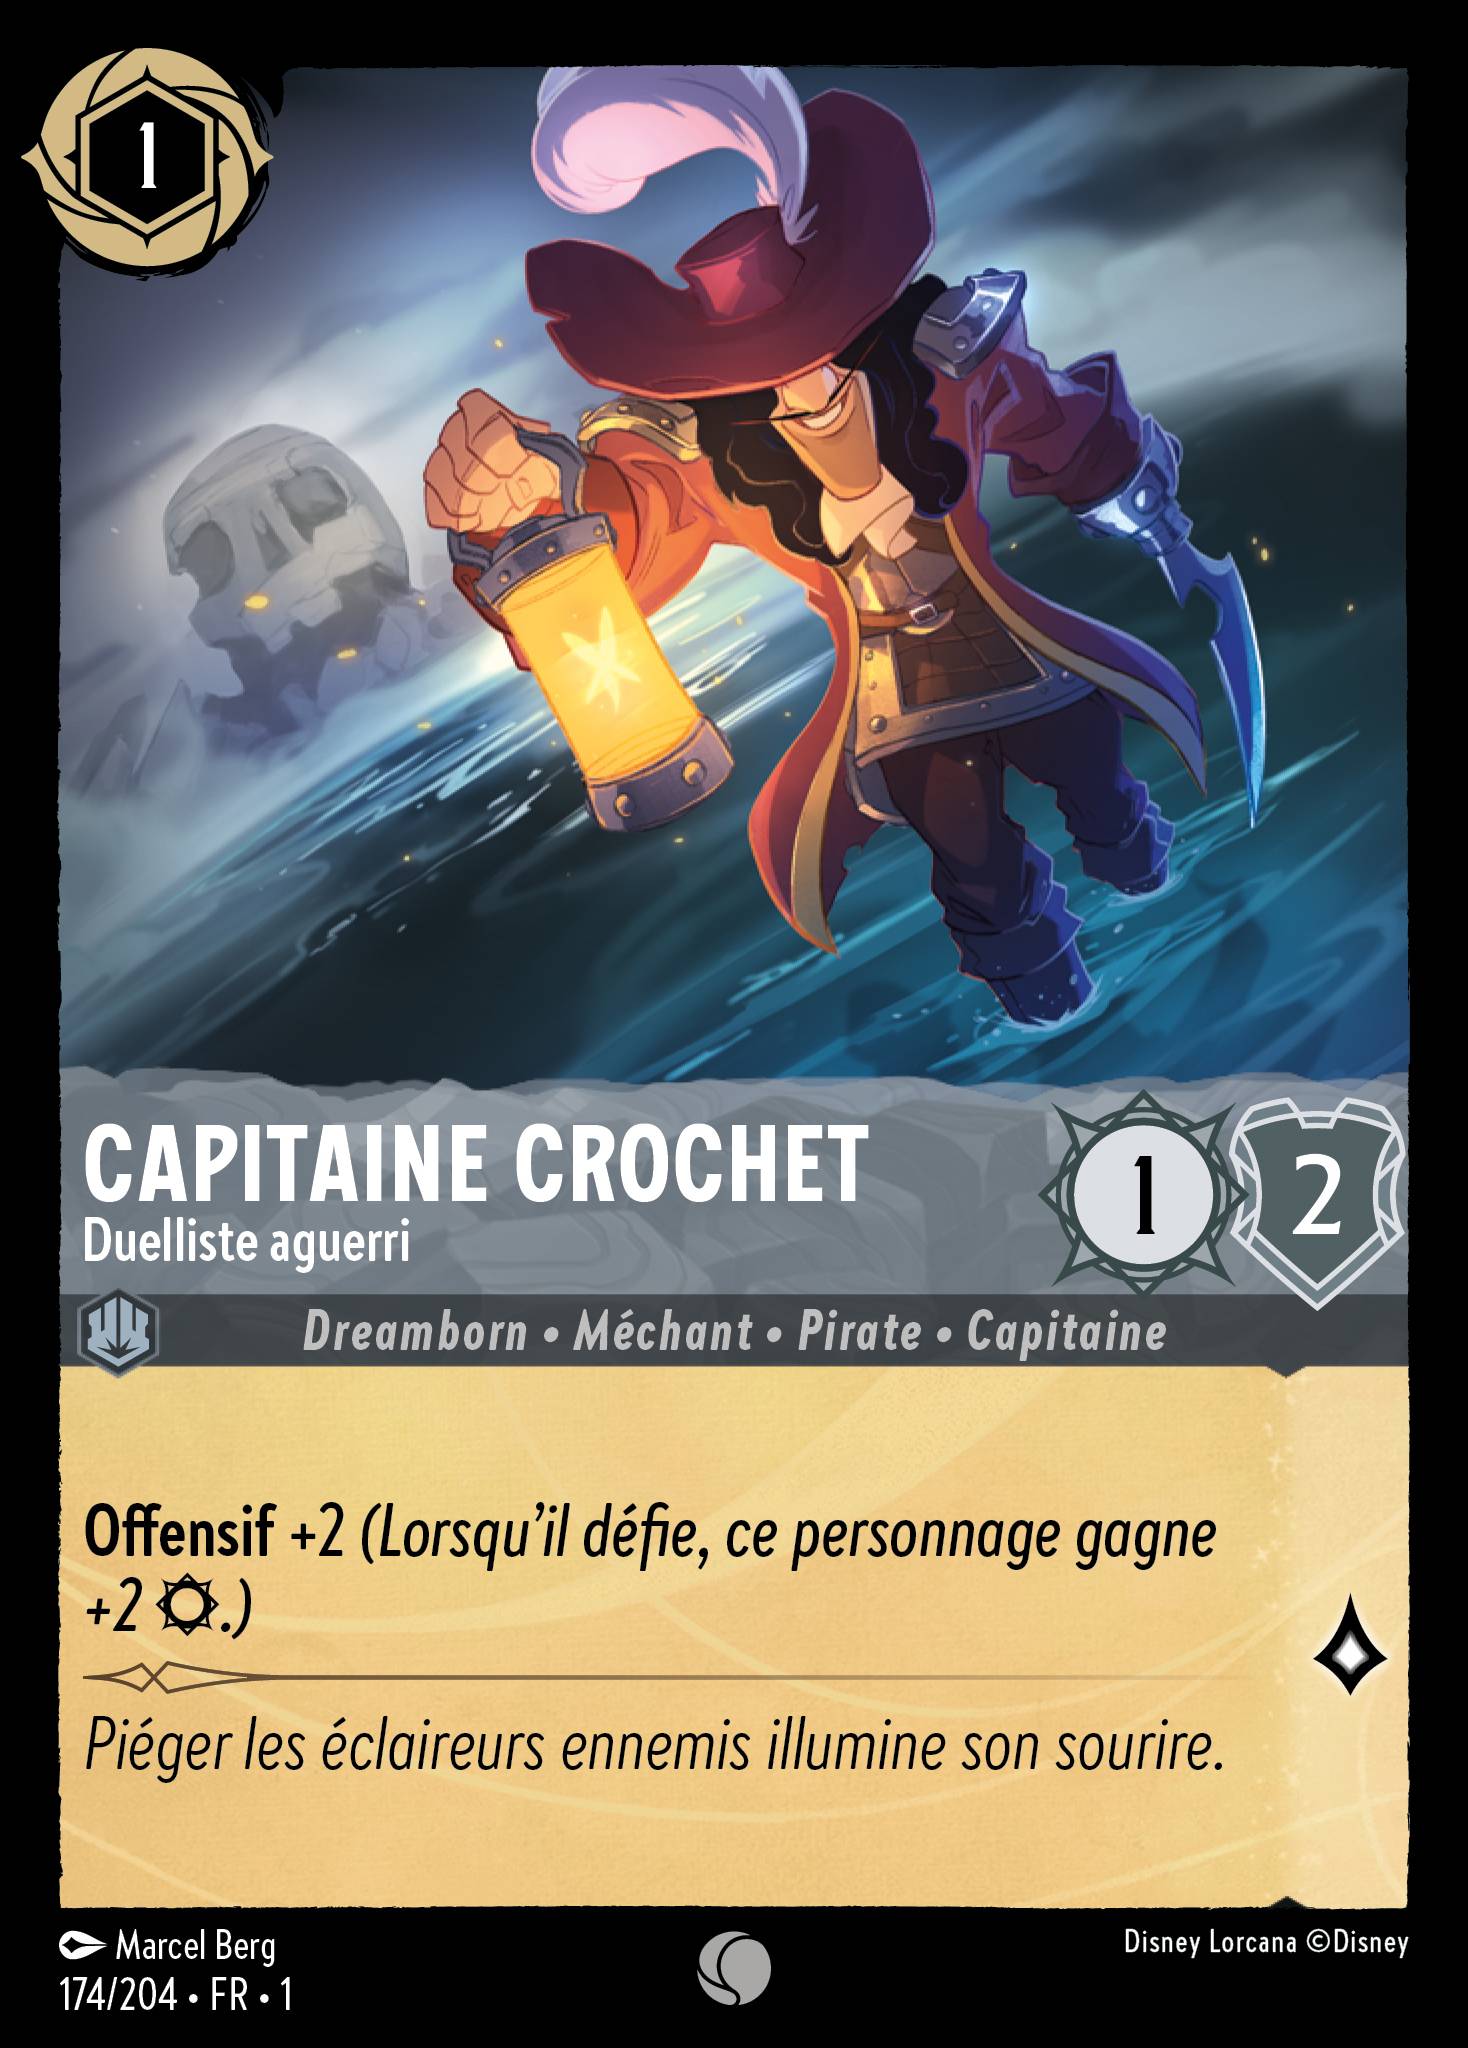 1
CAPITAINE CROCHET
Duelliste aguerri
1
2
Dreamborn • Méchant • Pirate • Capitaine
Offensif +2 (Lorsqu’il défie, ce personnage gagne
+2 .)
Piéger les éclaireurs ennemis illumine son sourire.
Marcel Berg
174/204 • FR • 1
Disney Lorcana ©Disney